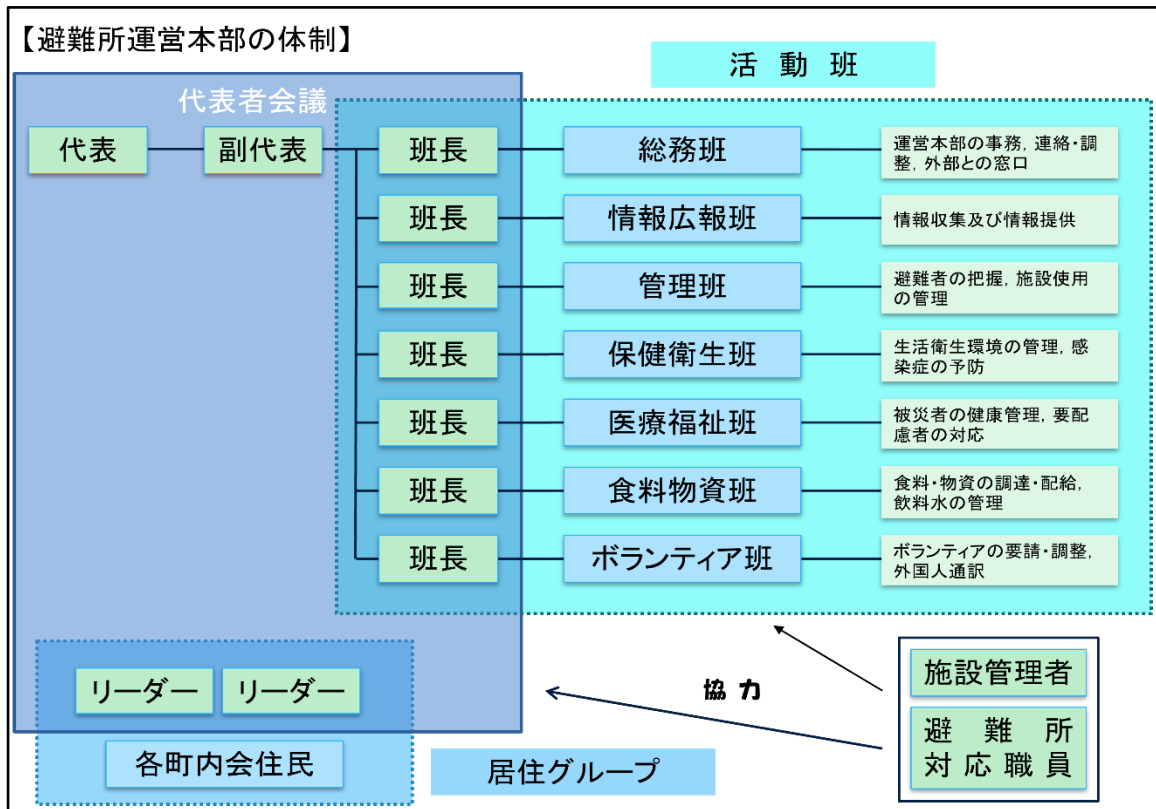 【避難所運営本部の体制】
活動班
代表者会議
代表
副代表
班長
総務班
運営本部の事務，連絡・調
整，外部との窓口
班長
情報広報班
情報収集及び情報提供
班長
管理班
避難者の把握，施設使用
の管理
班長
保健衛生班
生活衛生環境の管理，感
染症の予防
班長
医療福祉班
被災者の健康管理，要配
慮者の対応
班長
食料物資班
食料・物資の調達・配給，
飲料水の管理
班長
ボランティア班
ボランティアの要請・調整，
外国人通訳
リーダー
リーダー
各町内会住民
居住グループ
協力
施設管理者
避難所
対応職員